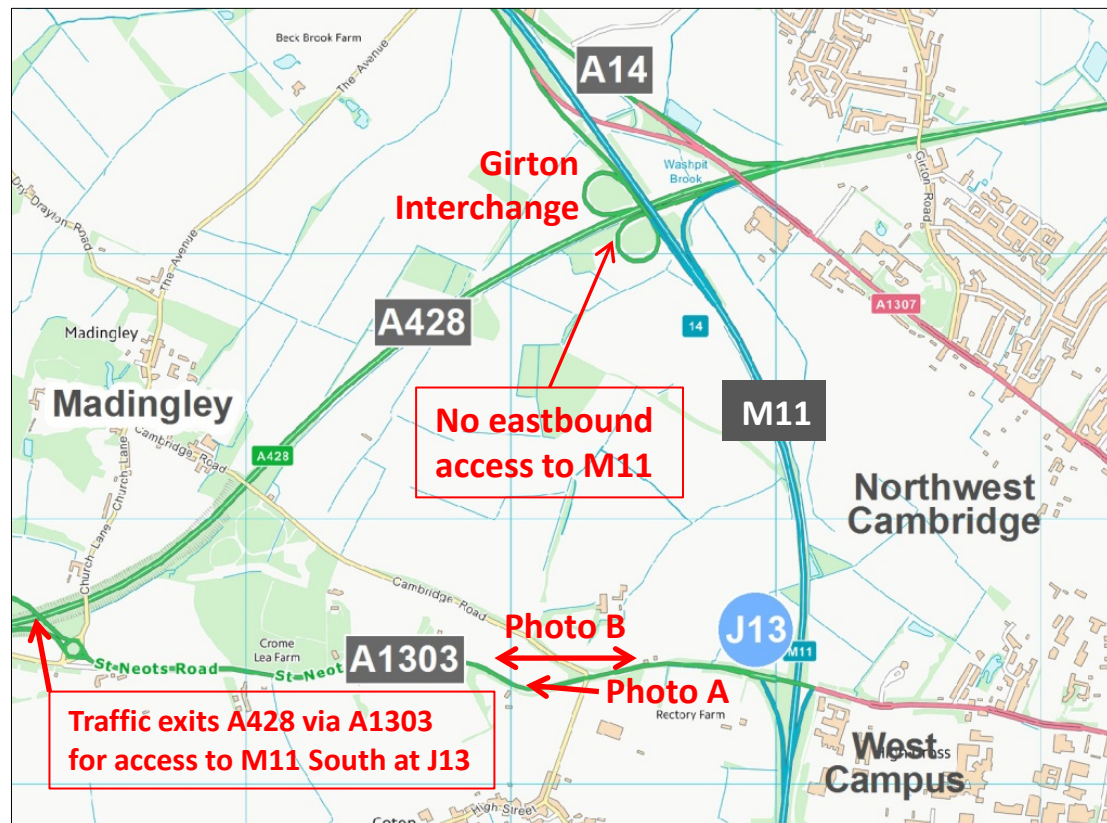 Beck Brook Farm
The Avenue
A14
Girton
Interchange
Washpit
Brook
Girton Road
Dry Drayton Road
The Avenue
A1307
A428
14
Madingley
Madingley
No eastbound
access to M11
M11
Cambridge Road
A428
Church Lane
Church Lane
Northwest
Cambridge
Cambridge Road
J13
Photo B
M11
Crome
Lea Farm
St Neots Road
St Neot
A1303
Photo A
Rectory Farm
Traffic exits A428 via A1303
for access to M11 South at J13
West
Campus
High Street
Coton